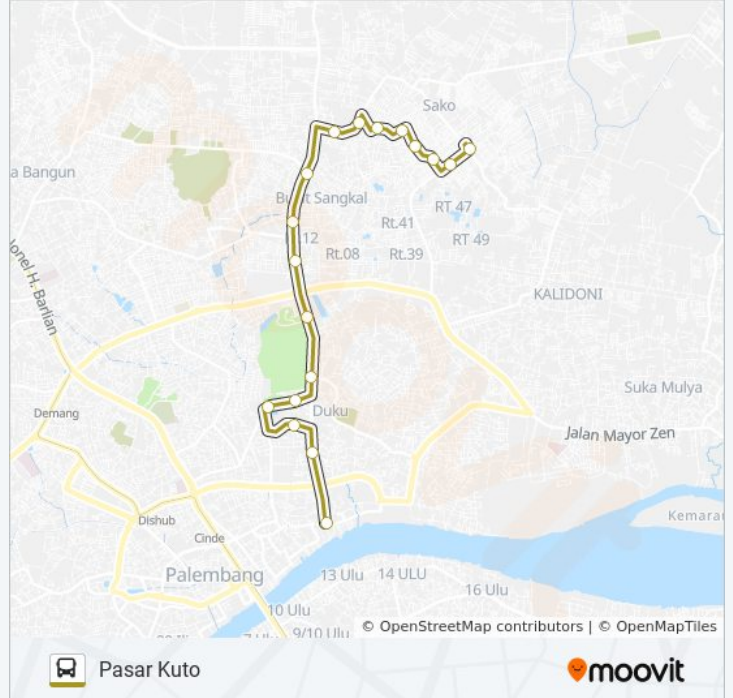 Sako
a Bangun
Bukit Sangkal
RT 47
Rt.41
12
RT 49
Rt.08
Rt.39
KALIDONI
onel H. Barlian
Suka Mulya
Demang
Duku
Jalan Mayor Zen
Kemarau
Dishub
Cinde
Palembang
13 Ulu
14 ULU
16 Ulu
10 Ulu
9/10 Ulu
© OpenStreetMap contributors | © OpenMapTiles
Pasar Kuto
moovit